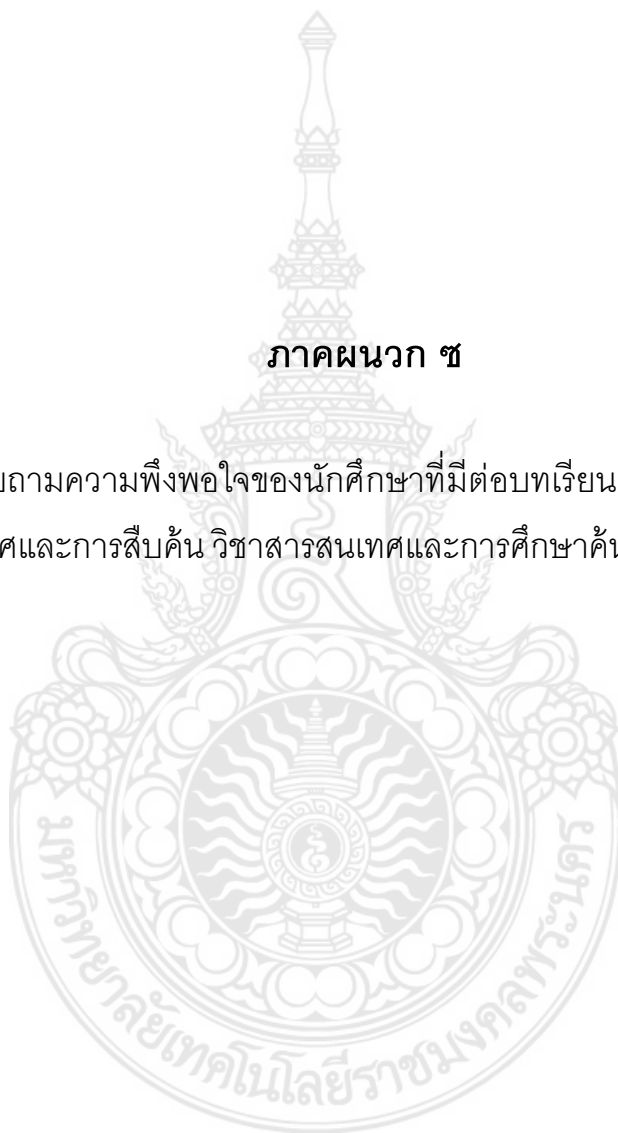 ภาคผนวก ซ
ถามความพึงพอใจของนักศึกษาที่มีต่อบทเรียน
ศและการสืบค้น วิชาสารสนเทศและการศึกษาค้น
มหาวิทยาลัยเทคโนโลยีราชมงคลพระนคร